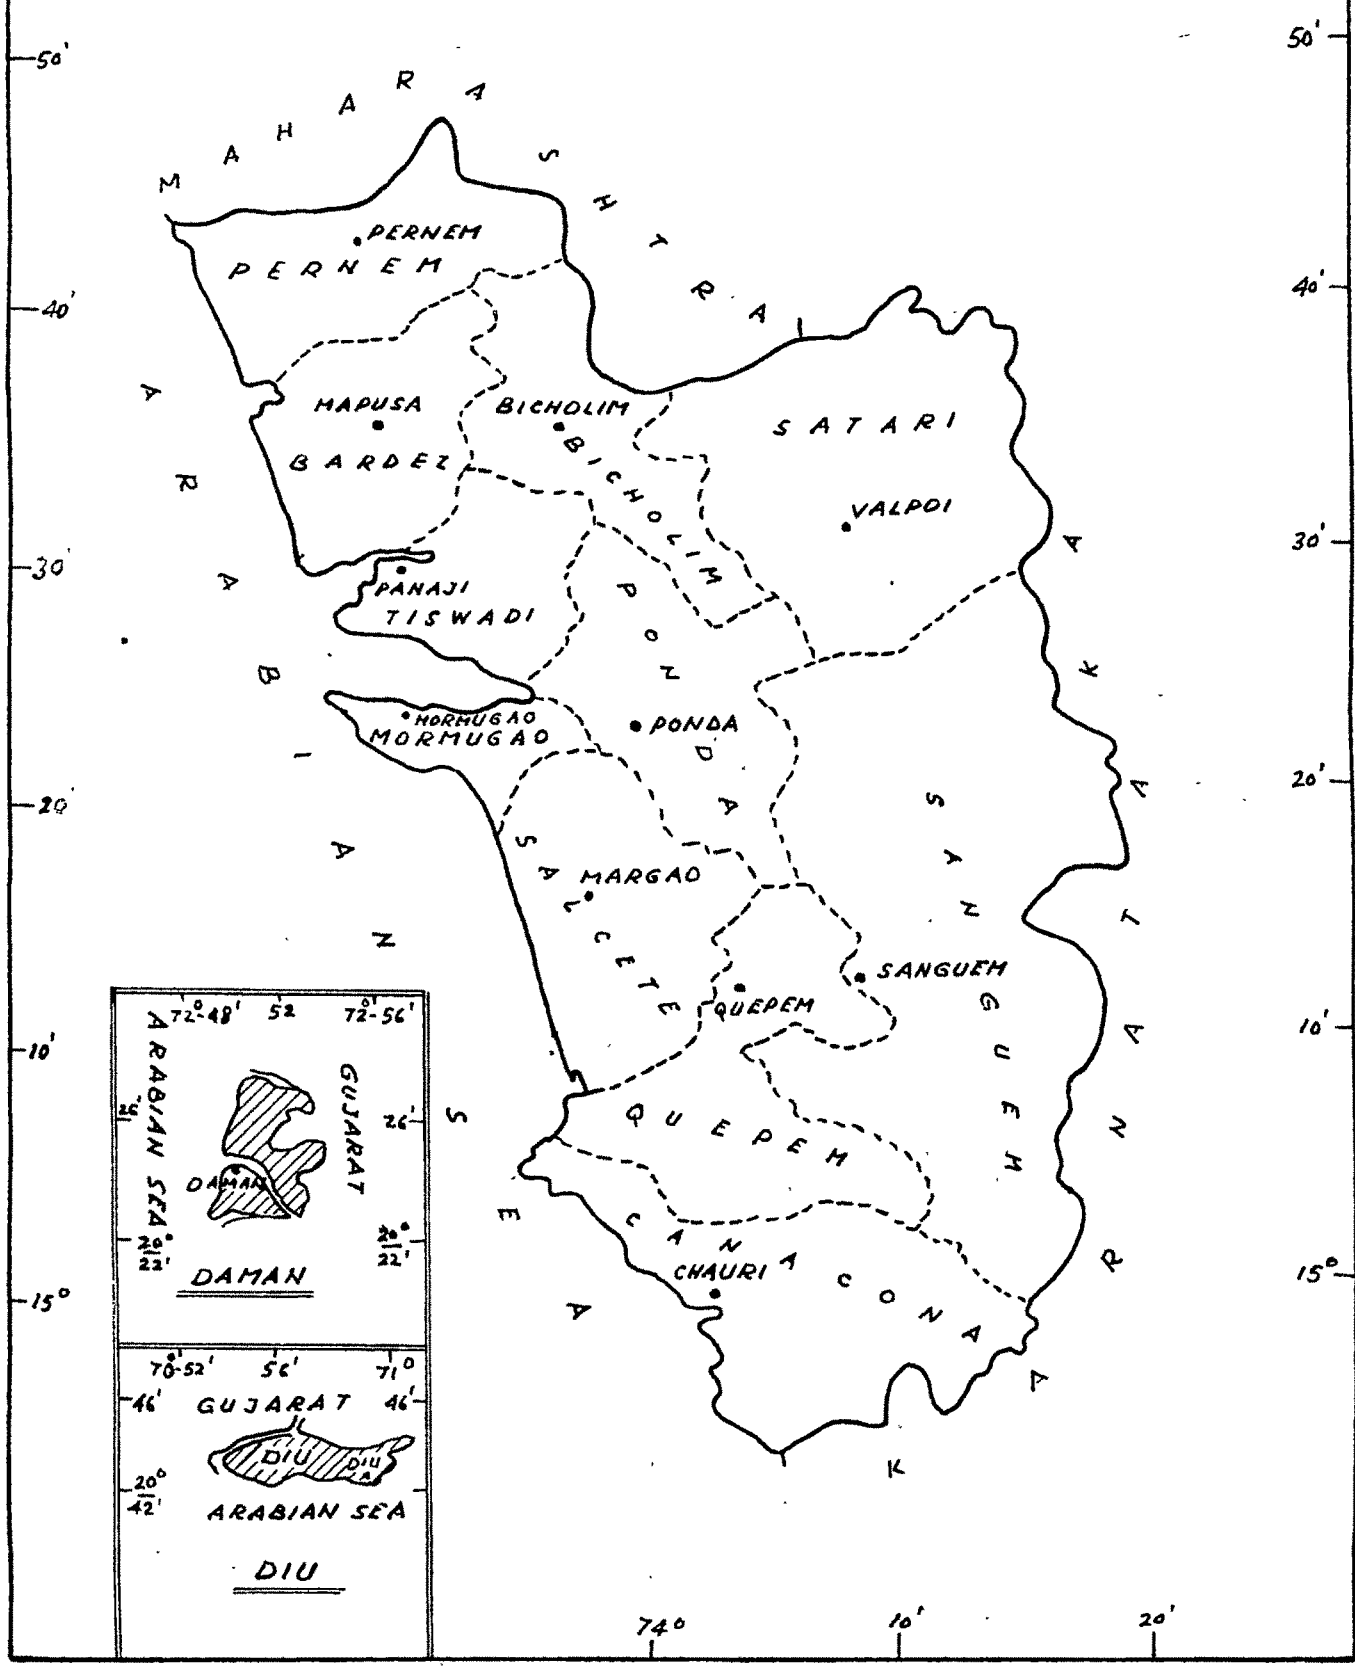 50'
50'
MAHARASHTRA
PERNEM
PERNEM
40'
40'
MAPUSA
BARDEZ
BICHOLIM
BICHOLIM
SATARI
VALPOI
30'
30'
PANAJI
TISWADI
PONDA
PONDA
MORMUGAO
MORMUGAO
20'
20'
SALCETE
MARGAO
SANGUEM
SANGUEM
QUEPEM
QUEPEM
10'
10'
CANACONA
CHAURI
15°
15°
ARABIAN SEA
KARNATAKA
72°-48' 52 72°-56'
ARABIAN SEA
GUJARAT
26'
26'
DAMAN
20°
22'
20°
22'
DAMAN
70°-52' 56' 71°
46' GUJARAT 46'
DIU
DIU
20°
42'
ARABIAN SEA
DIU
74° 10' 20'